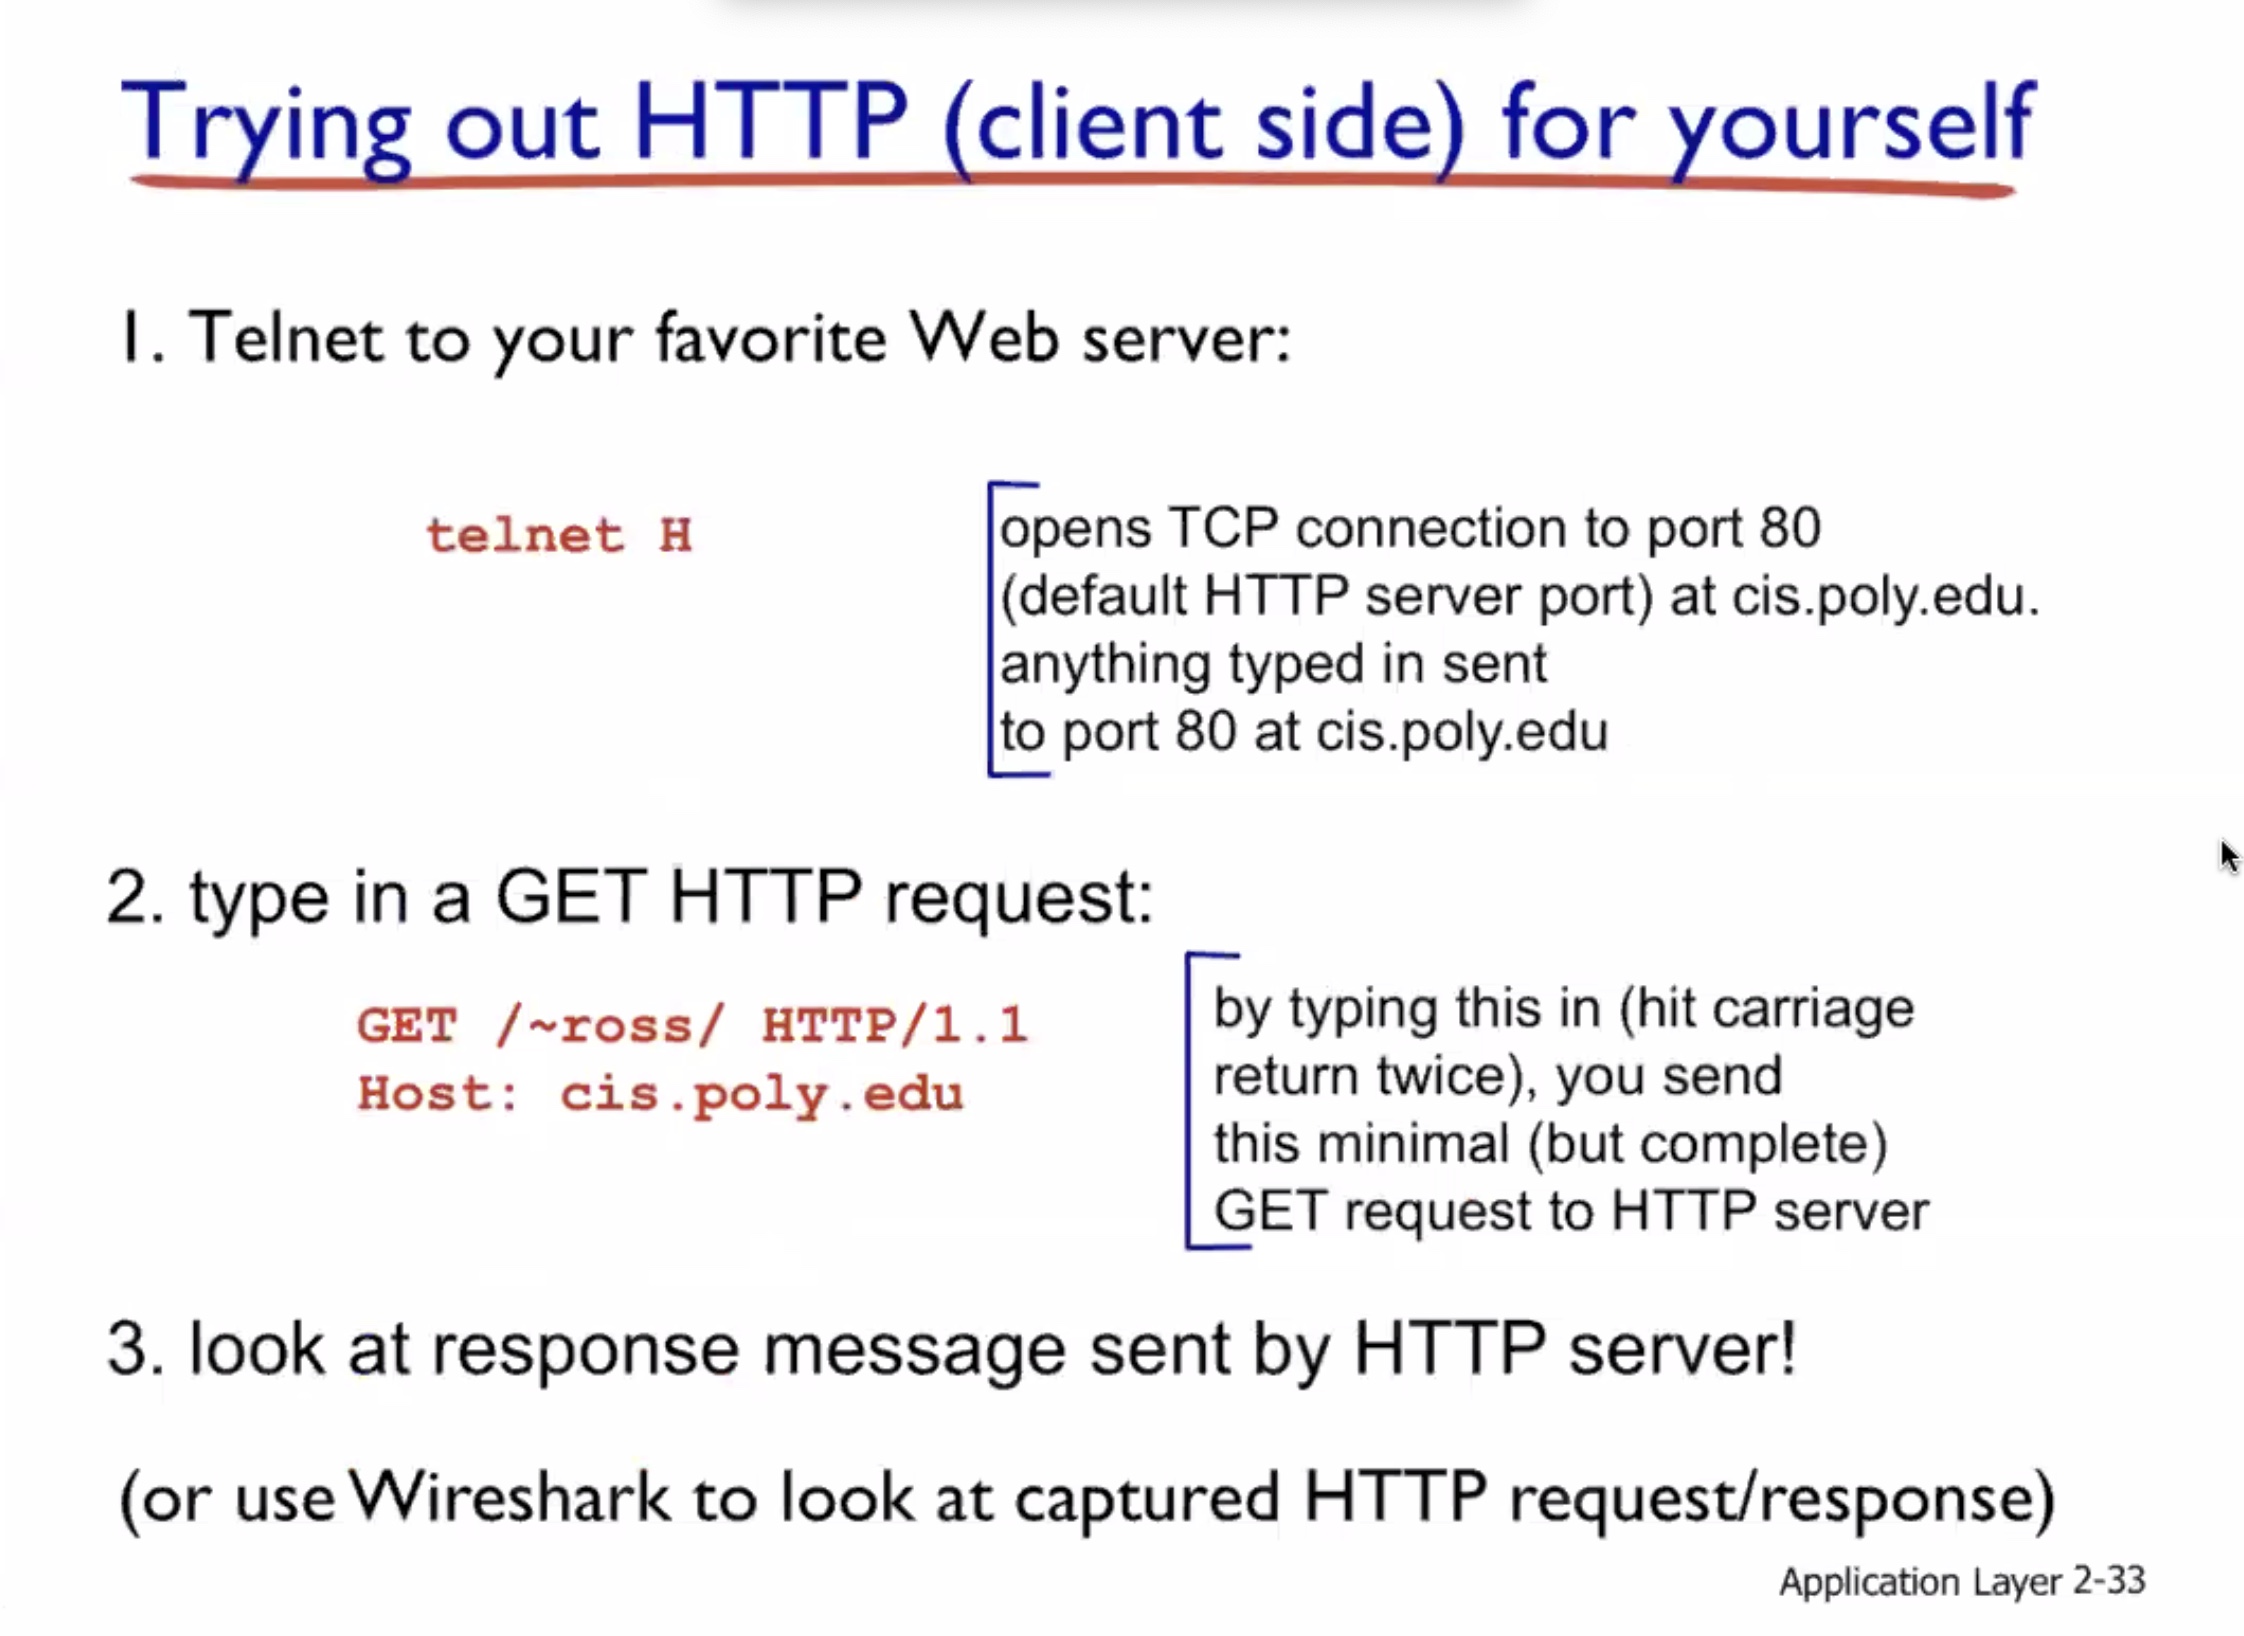 Trying out HTTP (client side) for yourself
1. Telnet to your favorite Web server:
telnet H
opens TCP connection to port 80
(default HTTP server port) at cis.poly.edu.
anything typed in sent
to port 80 at cis.poly.edu
2. type in a GET HTTP request:
GET /~ross/ HTTP/1.1
Host: cis.poly.edu
by typing this in (hit carriage
return twice), you send
this minimal (but complete)
GET request to HTTP server
3. look at response message sent by HTTP server!
(or use Wireshark to look at captured HTTP request/response)
Application Layer 2-33